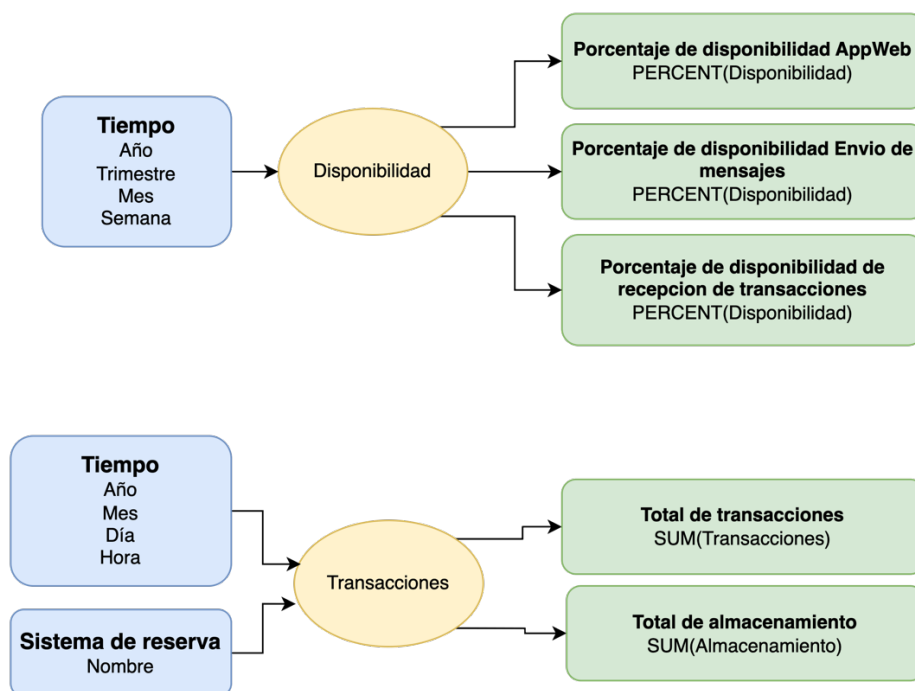 Tiempo
Año
Trimestre
Mes
Semana
Disponibilidad
Porcentaje de disponibilidad AppWeb
PERCENT(Disponibilidad)
Porcentaje de disponibilidad Envio de
mensajes
PERCENT(Disponibilidad)
Porcentaje de disponibilidad de
recepcion de transacciones
PERCENT(Disponibilidad)
Tiempo
Año
Mes
Día
Hora
Sistema de reserva
Nombre
Transacciones
Total de transacciones
SUM(Transacciones)
Total de almacenamiento
SUM(Almacenamiento)